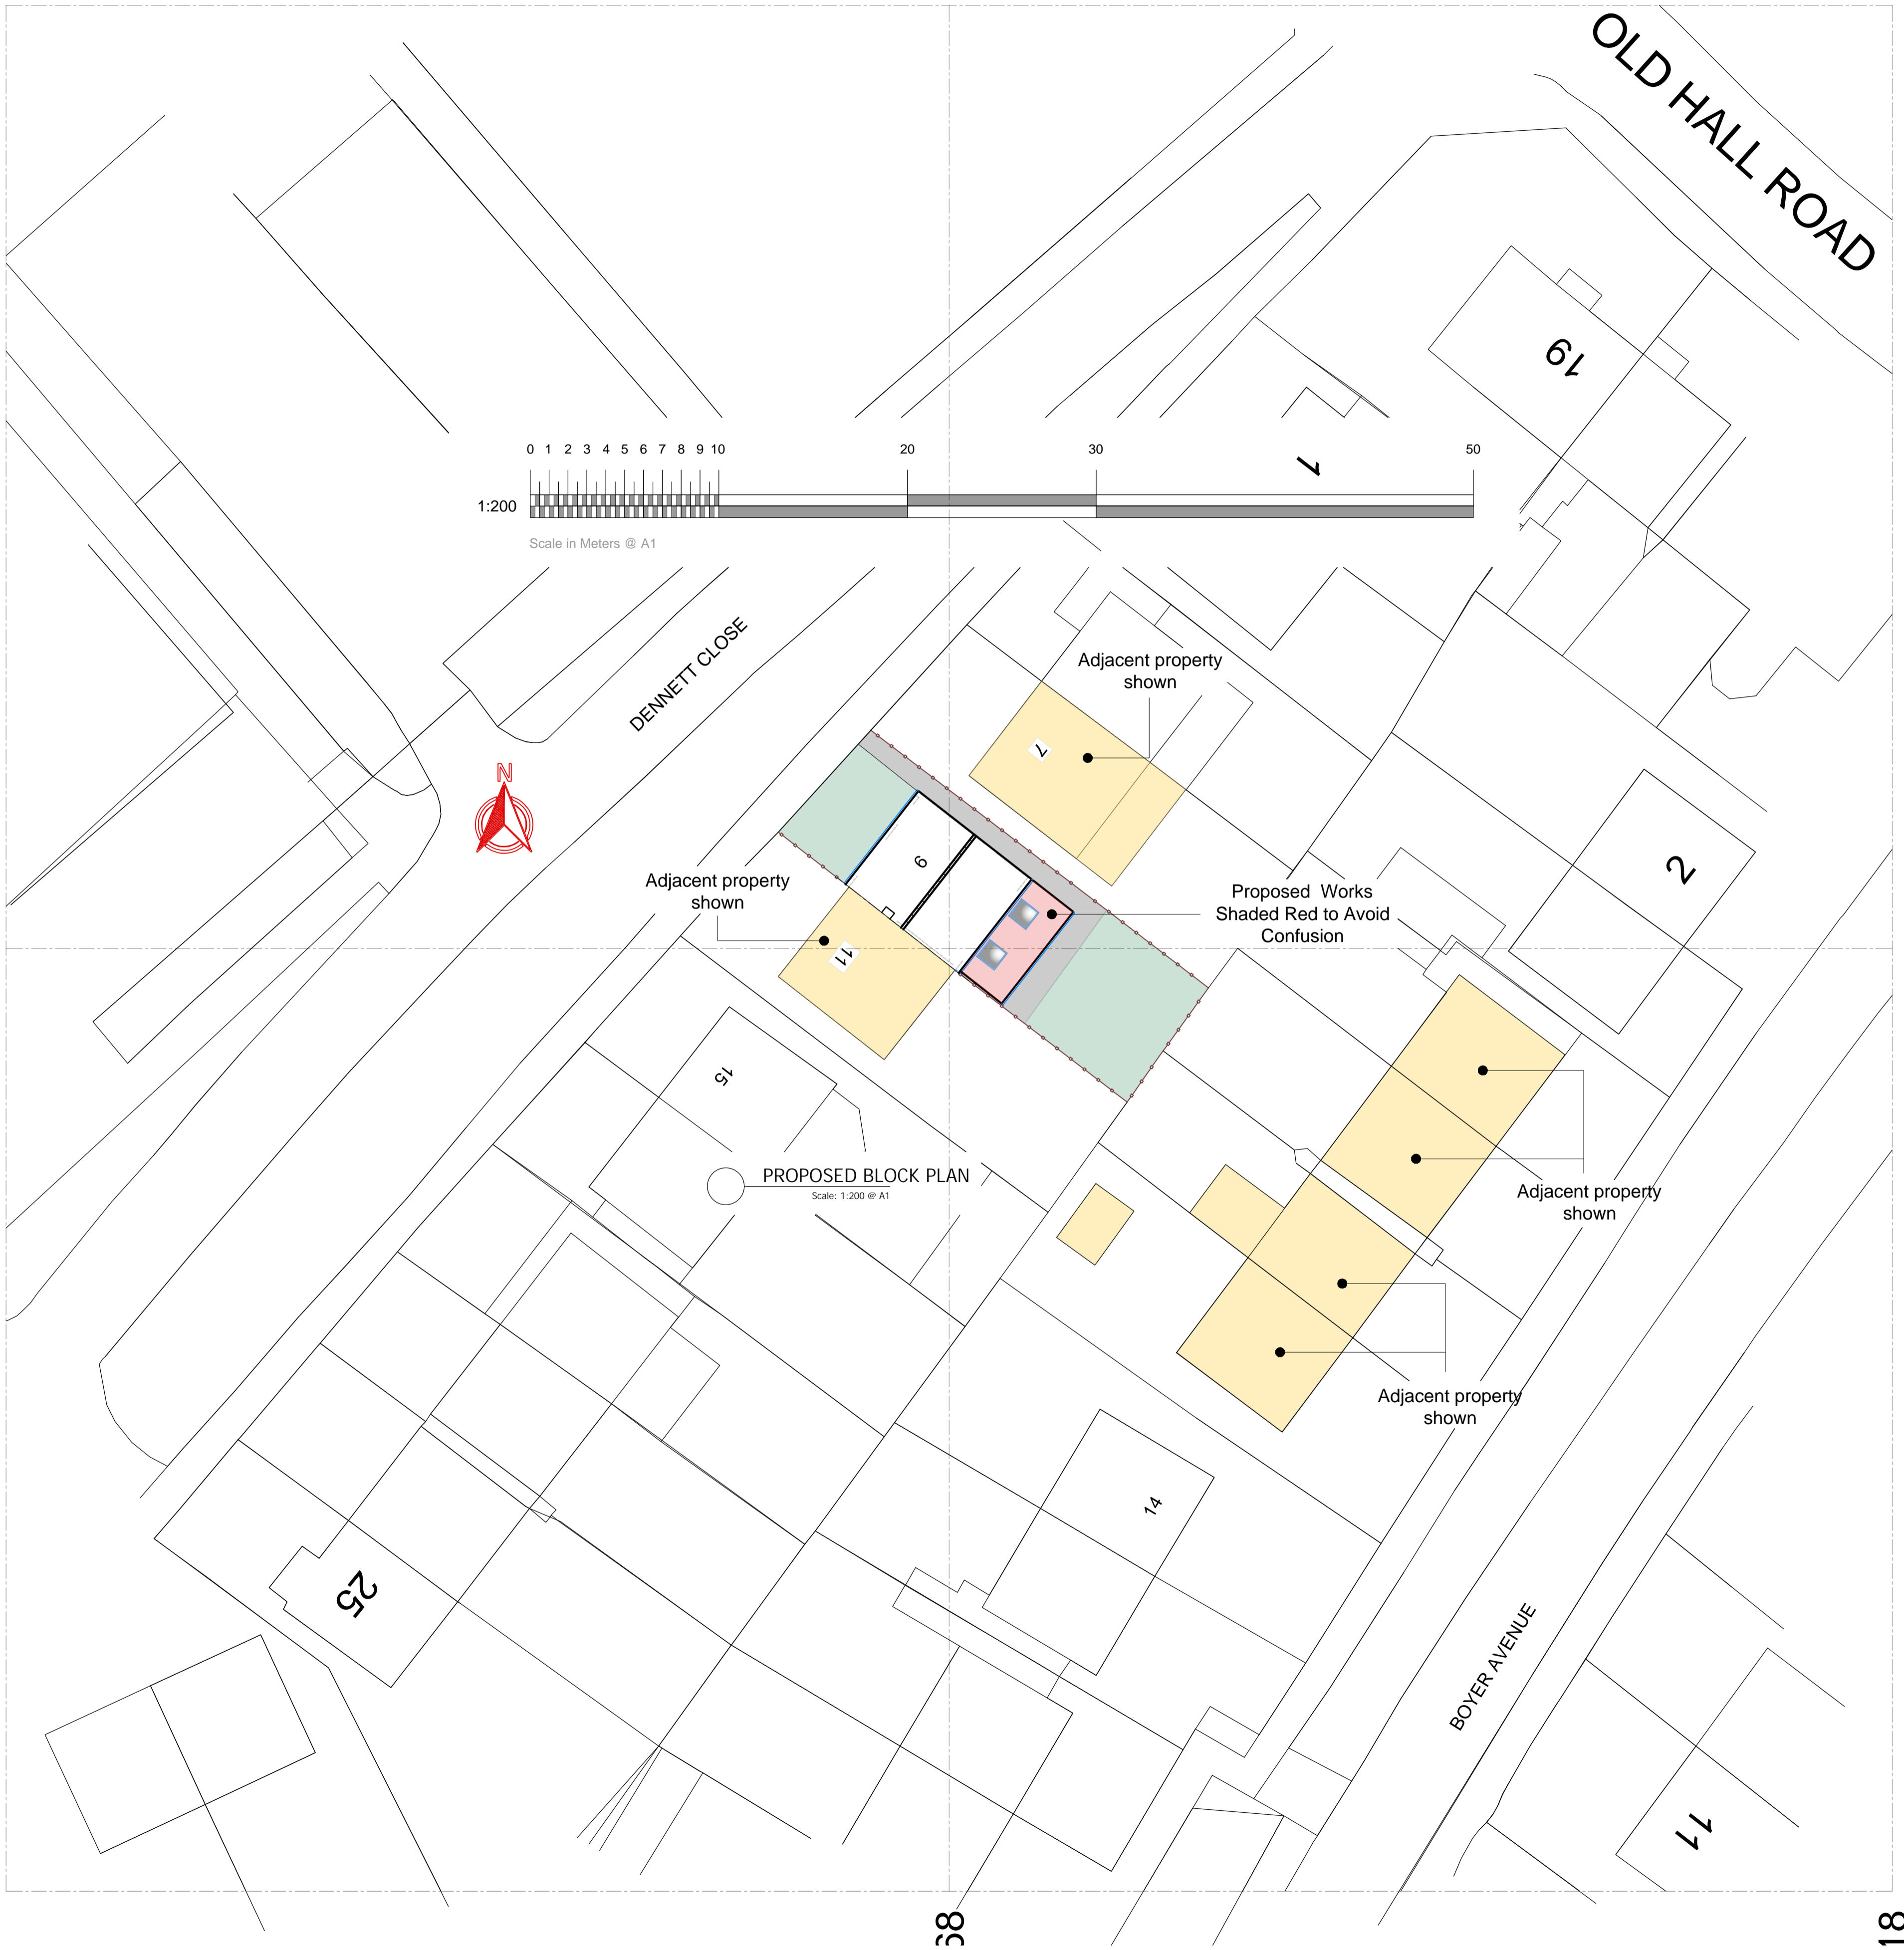 OLD HALL ROAD
19
0 1 2 3 4 5 6 7 8 9 10 20 30 50
1
1:200
Scale in Meters @ A1
DENNETT CLOSE
Adjacent property
shown
7
N
2
9
Adjacent property
shown
Proposed Works
Shaded Red to Avoid
Confusion
11
15
PROPOSED BLOCK PLAN
Scale: 1:200 @ A1
Adjacent property
shown
Adjacent property
shown
14
25
BOYER AVENUE
11
68
18